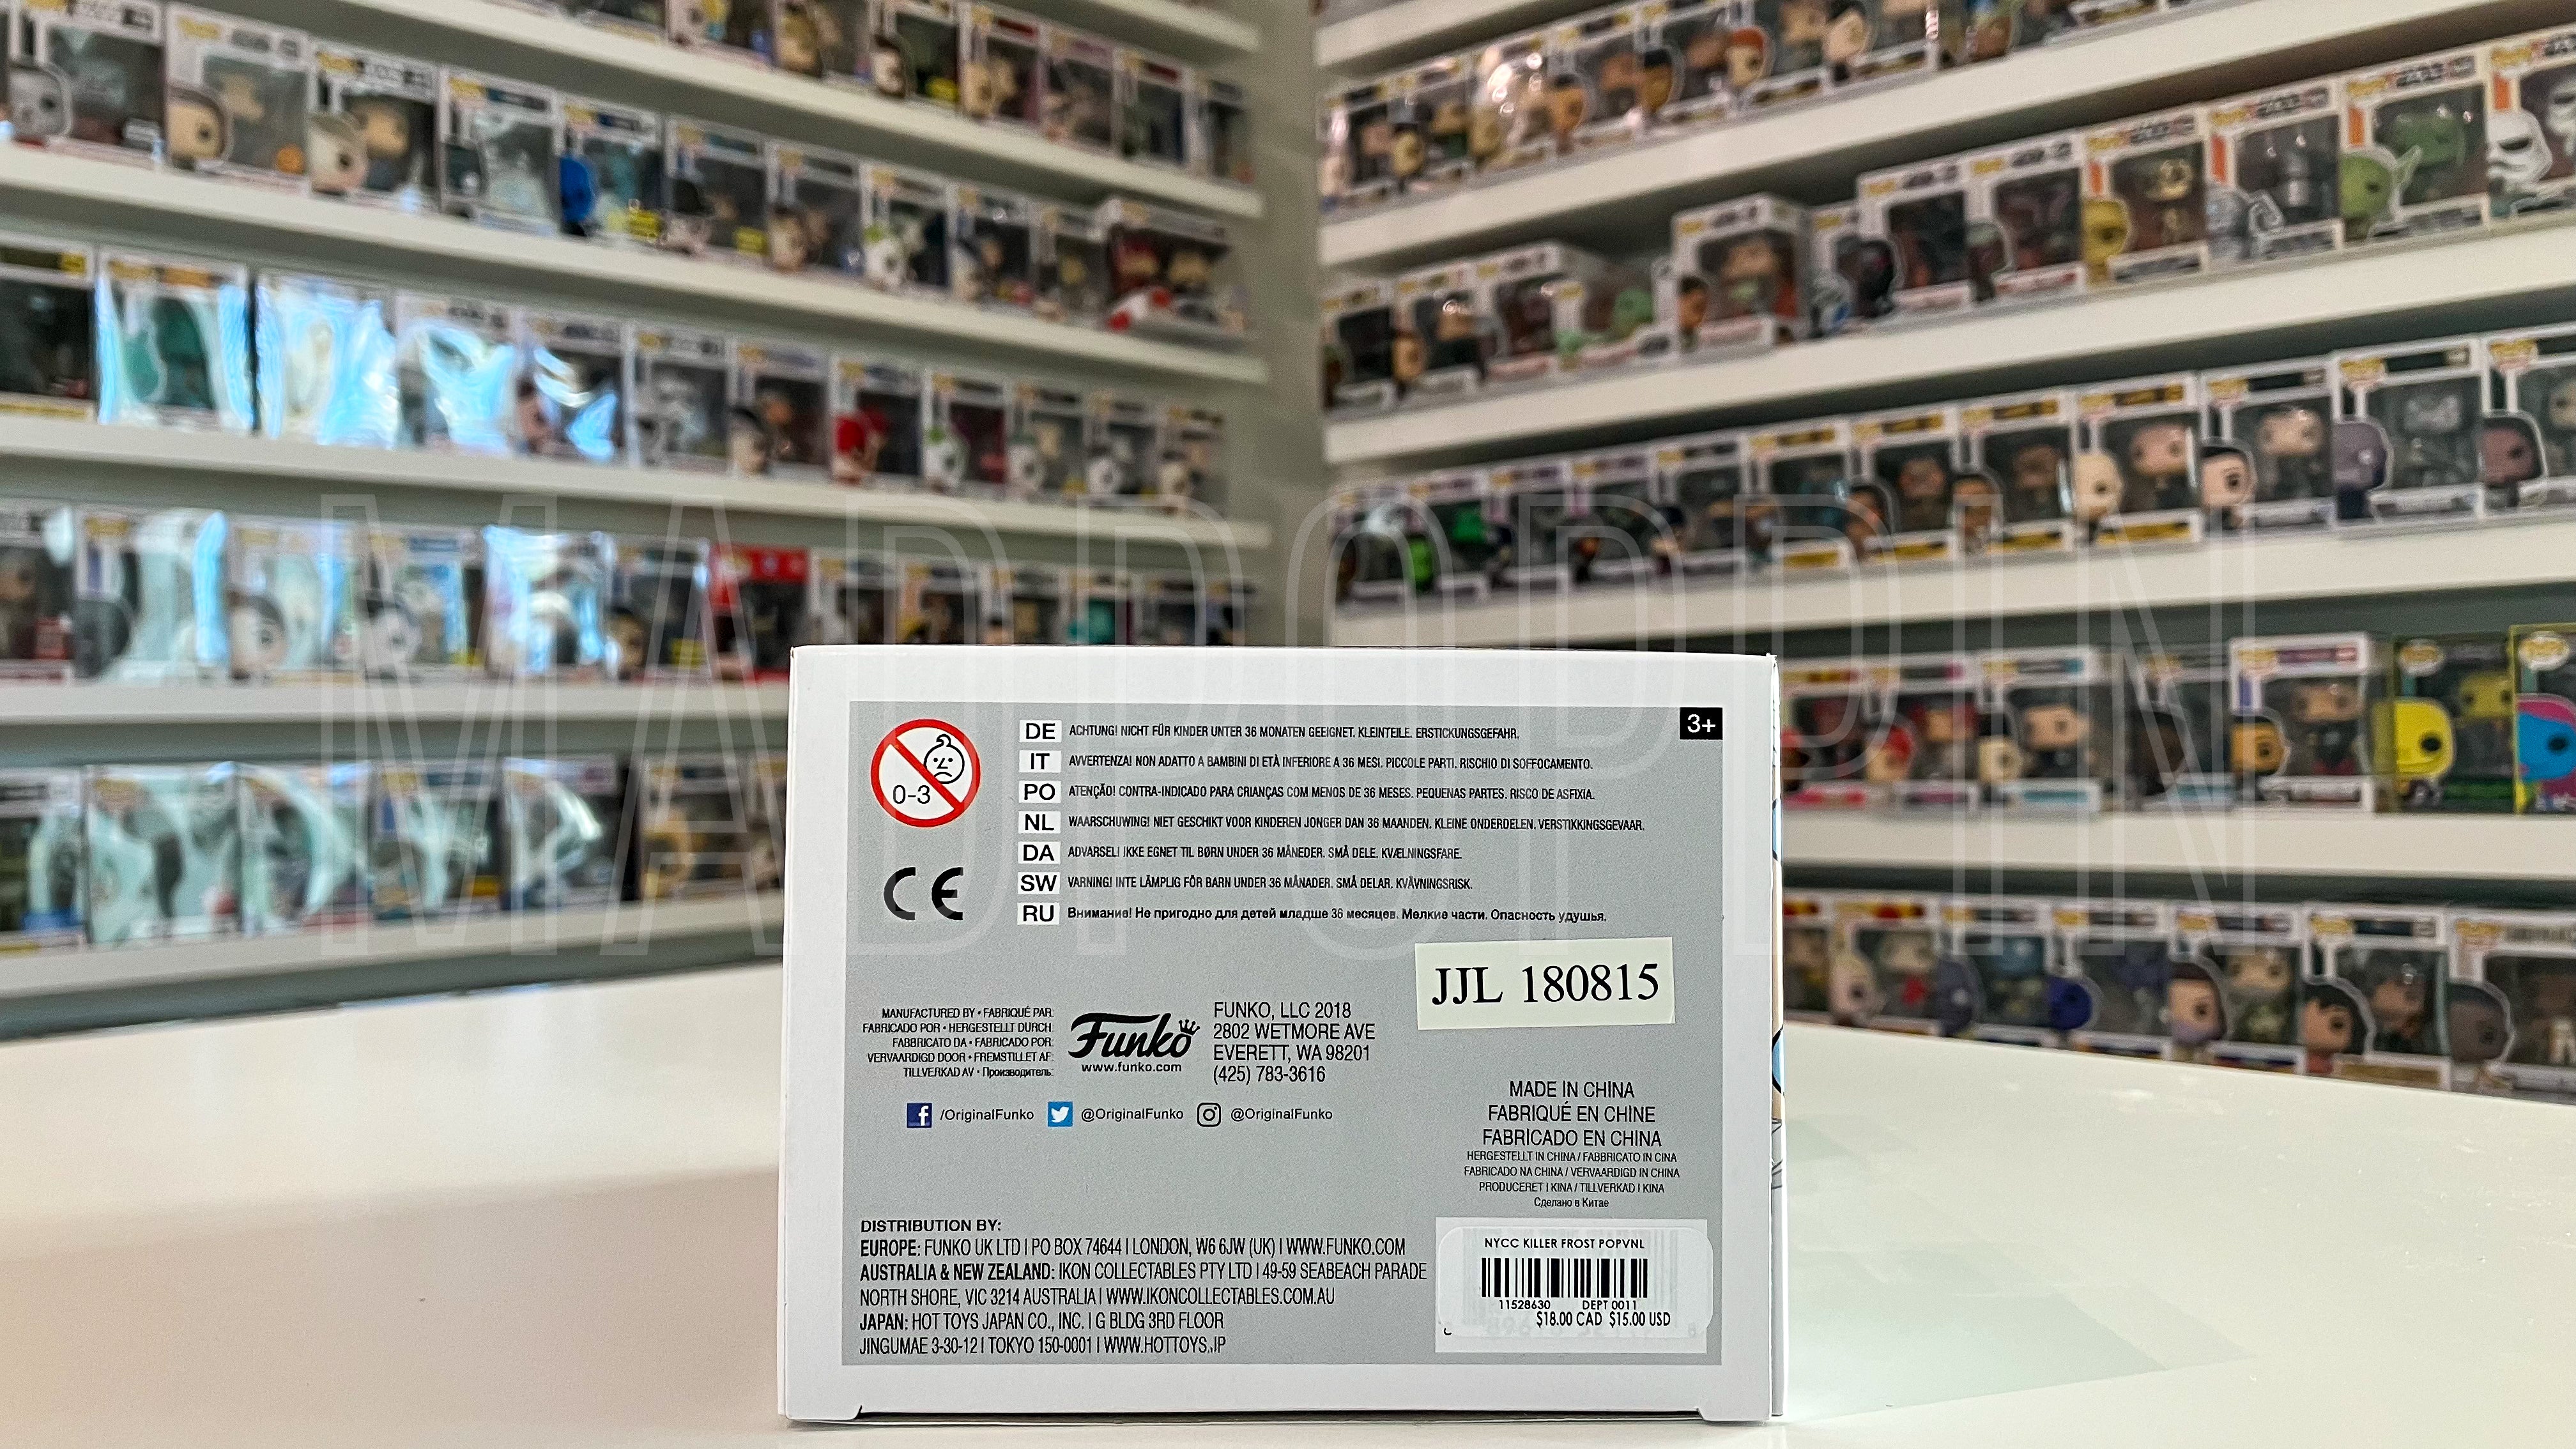 MADPOPPIN
3+
0-3
DE ACHTUNG! NICHT FÜR KINDER UNTER 36 MONATEN GEEIGNET. KLEINTEILE. ERSTICKUNGSGEFAHR.
IT AVVERTENZA! NON ADATTO A BAMBINI DI ETÀ INFERIORE A 36 MESI. PICCOLE PARTI. RISCHIO DI SOFFOCAMENTO.
PO ATENÇÃO! CONTRA-INDICADO PARA CRIANÇAS COM MENOS DE 36 MESES. PEQUENAS PARTES. RISCO DE ASFIXIA.
NL WAARSCHUWING! NIET GESCHIKT VOOR KINDEREN JONGER DAN 36 MAANDEN. KLEINE ONDERDELEN. VERSTIKKINGSGEVAAR.
DA ADVARSEL! IKKE EGNET TIL BØRN UNDER 36 MÅNEDER. SMÅ DELE. KVÆLNINGSFARE.
SW VARNING! INTE LÄMPLIG FÖR BARN UNDER 36 MÅNADER. SMÅ DELAR. KVÄVNINGSRISK.
RU Внимание! Не пригодно для детей младше 36 месяцев. Мелкие части. Опасность удушья.
CE
JJL 180815
MANUFACTURED BY • FABRIQUÉ PAR:
FABRICADO POR • HERGESTELLT DURCH:
FABBRICATO DA • FABRICADO POR:
VERVAARDIGD DOOR • FREMSTILLET AF:
TILLVERKAD AV • Производитель:
Funko
www.funko.com
FUNKO, LLC 2018
2802 WETMORE AVE
EVERETT, WA 98201
(425) 783-3616
/OriginalFunko @OriginalFunko @OriginalFunko
MADE IN CHINA
FABRIQUÉ EN CHINE
FABRICADO EN CHINA
HERGESTELLT IN CHINA / FABBRICATO IN CINA
FABRICADO NA CHINA / VERVAARDIGD IN CHINA
PRODUCERET I KINA / TILLVERKAD I KINA
Сделано в Китае
DISTRIBUTION BY:
EUROPE: FUNKO UK LTD | PO BOX 74644 | LONDON, W6 6JW (UK) | WWW.FUNKO.COM
AUSTRALIA & NEW ZEALAND: IKON COLLECTABLES PTY LTD | 49-59 SEABEACH PARADE
NORTH SHORE, VIC 3214 AUSTRALIA | WWW.IKONCOLLECTABLES.COM.AU
JAPAN: HOT TOYS JAPAN CO., INC. | G BLDG 3RD FLOOR
JINGUMAE 3-30-12 | TOKYO 150-0001 | WWW.HOTTOYS.JP
NYCC KILLER FROST POPVNL
11528630 DEPT 0011
$18.00 CAD $15.00 USD